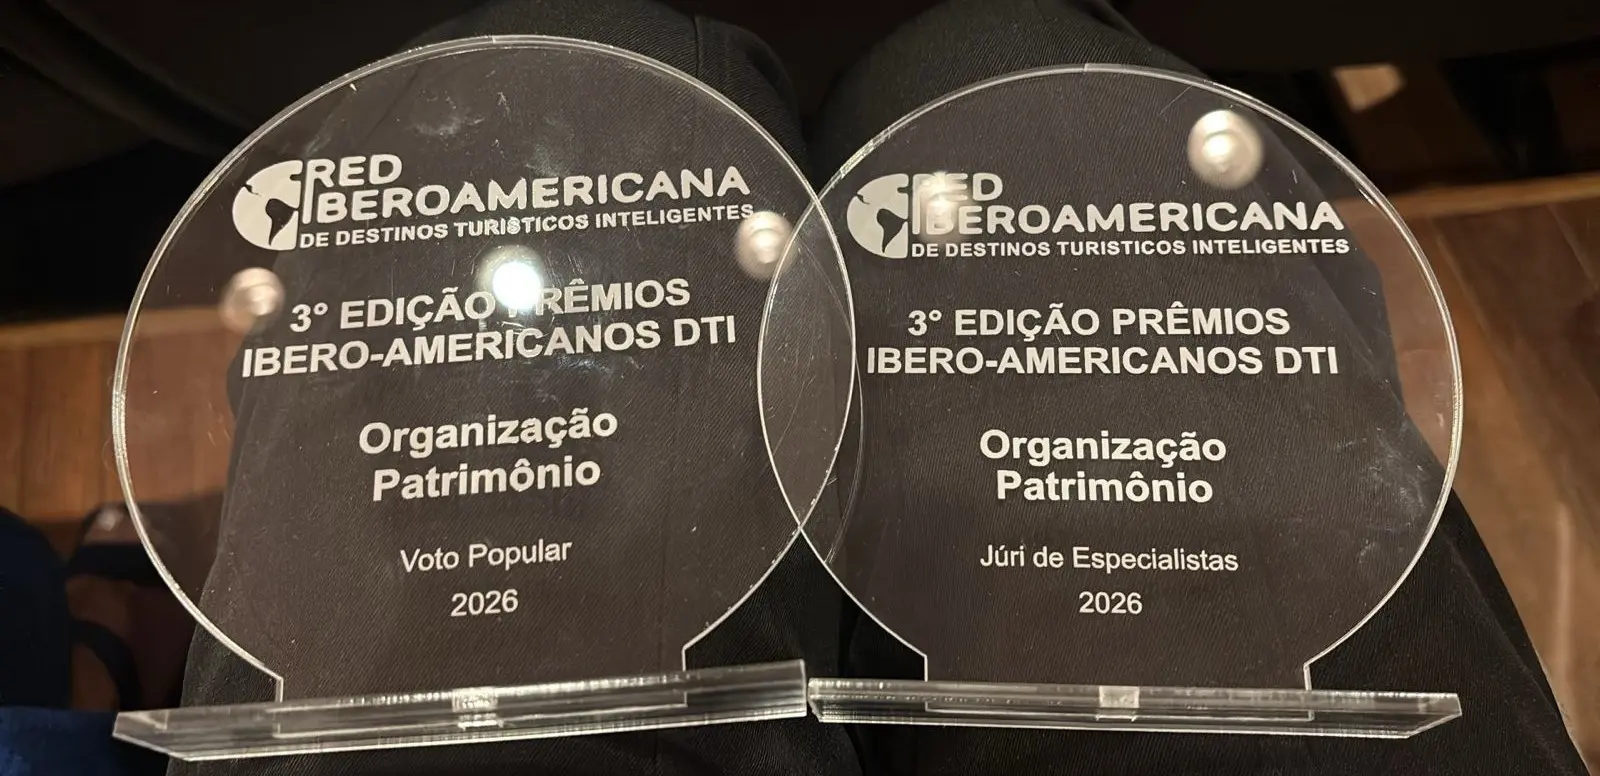 RED
IBEROAMERICANA
DE DESTINOS TURISTICOS INTELIGENTES
3° EDIÇÃO PRÊMIOS
IBERO-AMERICANOS DTI
Organização
Patrimônio
Voto Popular
2026
RED
IBEROAMERICANA
DE DESTINOS TURISTICOS INTELIGENTES
3° EDIÇÃO PRÊMIOS
IBERO-AMERICANOS DTI
Organização
Patrimônio
Júri de Especialistas
2026